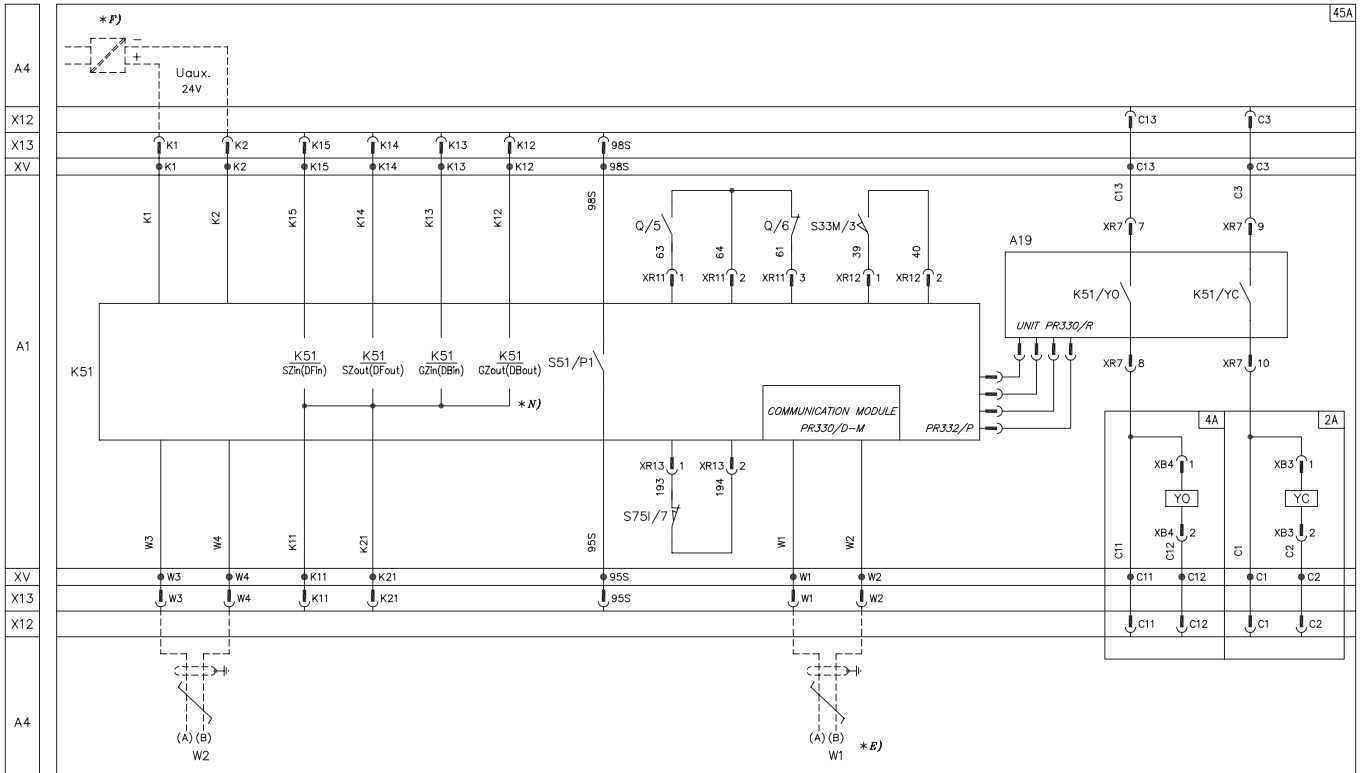 45A
*F)
−
+
A4
Uaux.
24V
X12
C13
C3
X13
K1
K2
K15
K14
K13
K12
98S
XV
K1
K2
K15
K14
K13
K12
98S
C13
C3
K1
K2
K15
K14
K13
K12
98S
C13
C3
Q/5
Q/6
S33M/3
XR7
7
XR7
9
63
64
61
39
40
A19
XR11
1
XR11
2
XR11
3
XR12
1
XR12
2
K51/YO
K51/YC
UNIT PR330/R
A1
K51
K51
SZin(DFin)
K51
SZout(DFout)
K51
GZin(DBin)
K51
GZout(DBout)
S51/P1
XR7
8
XR7
10
*N)
COMMUNICATION MODULE
PR330/D-M
PR332/P
4A
2A
XR13
1
XR13
2
XB4
1
XB3
1
193
194
YO
YC
S75I/7
XB4
2
XB3
2
W3
W4
K11
K21
95S
W1
W2
C11
C12
C1
C2
XV
W3
W4
K11
K21
95S
W1
W2
C11
C12
C1
C2
X13
W3
W4
K11
K21
95S
W1
W2
X12
C11
C12
C1
C2
A4
(A)
(B)
W2
(A)
(B)
W1
*E)